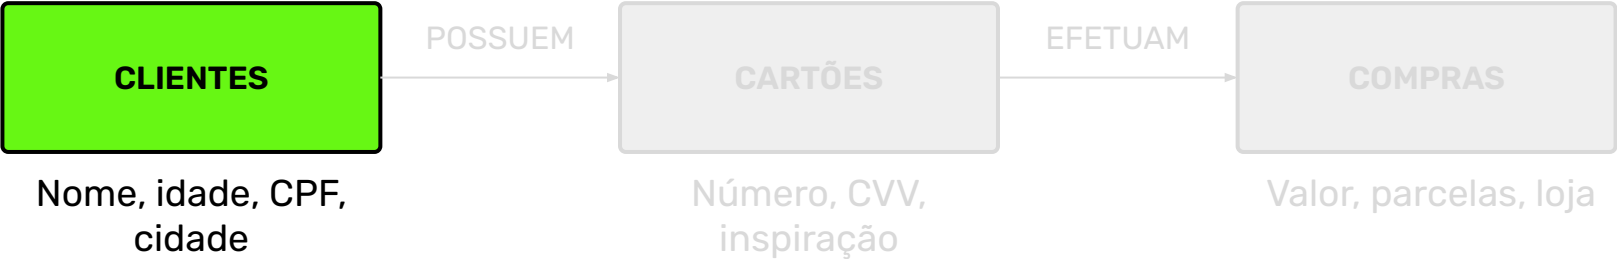 CLIENTES
POSSUEM
CARTÕES
EFETUAM
COMPRAS
Nome, idade, CPF,
cidade
Número, CVV,
inspiração
Valor, parcelas, loja